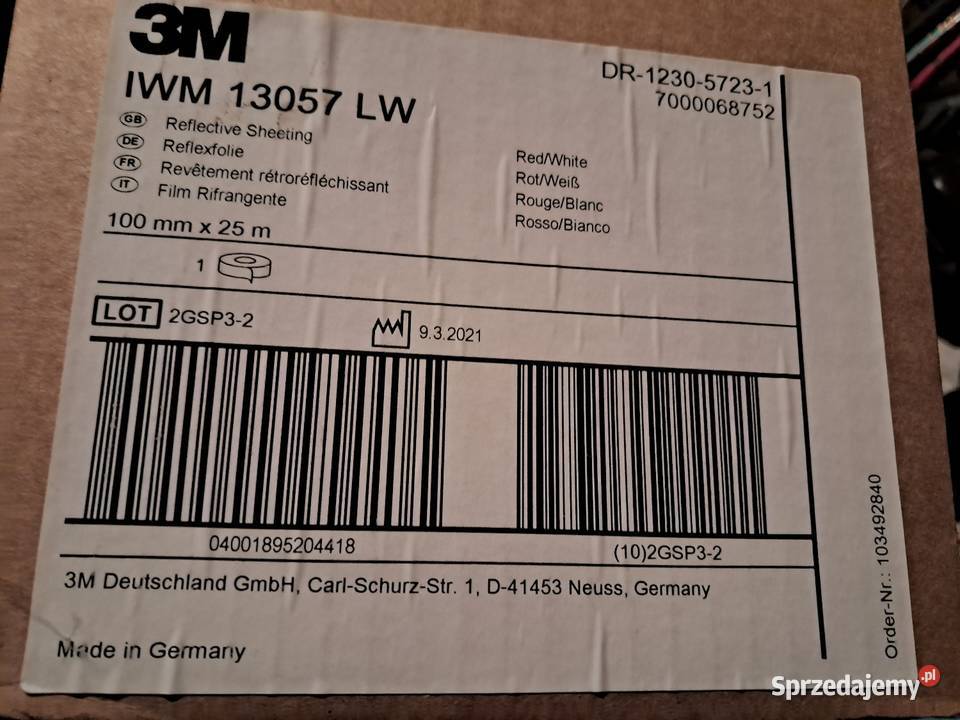 3M
IWM 13057 LW
DR-1230-5723-1
7000068752
GB Reflective Sheeting
DE Reflexfolie
FR Revêtement rétroréfléchissant
IT Film Rifrangente
Red/White
Rot/Weiß
Rouge/Blanc
Rosso/Bianco
100 mm x 25 m
1
LOT 2GSP3-2
9.3.2021
04001895204418
(10)2GSP3-2
3M Deutschland GmbH, Carl-Schurz-Str. 1, D-41453 Neuss, Germany
Made in Germany
Order-Nr.: 103492840
Sprzedajemy.pl